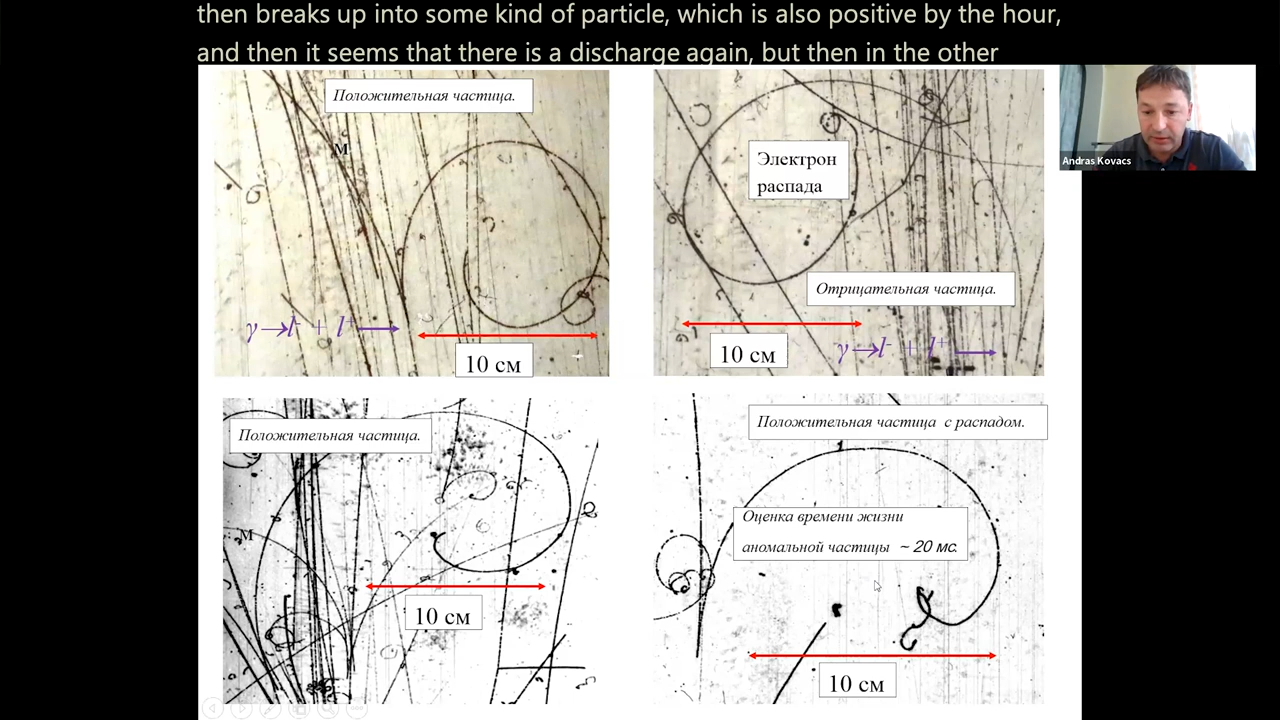 then breaks up into some kind of particle, which is also positive by the hour,
and then it seems that there is a discharge again, but then in the other
Положительная частица.
м
γ→l⁻ + l⁺
10 см
Электрон
распада
Отрицательная частица.
10 см
γ→l⁻ + l⁺
Andras Kovacs
Положительная частица.
м
10 см
Положительная частица с распадом.
Оценка времени жизни
аномальной частицы ~ 20 мс.
10 см